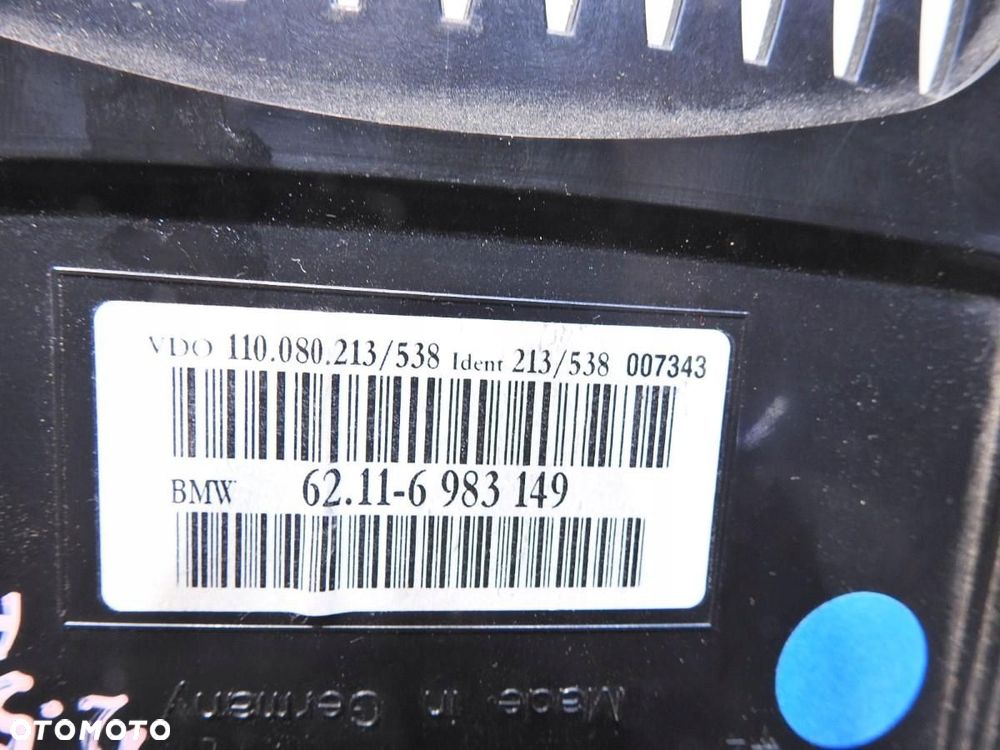 VDO 110.080.213/538 Ident 213/538 007343
BMW 62.11-6 983 149
Made in Germany
OTOMOTO